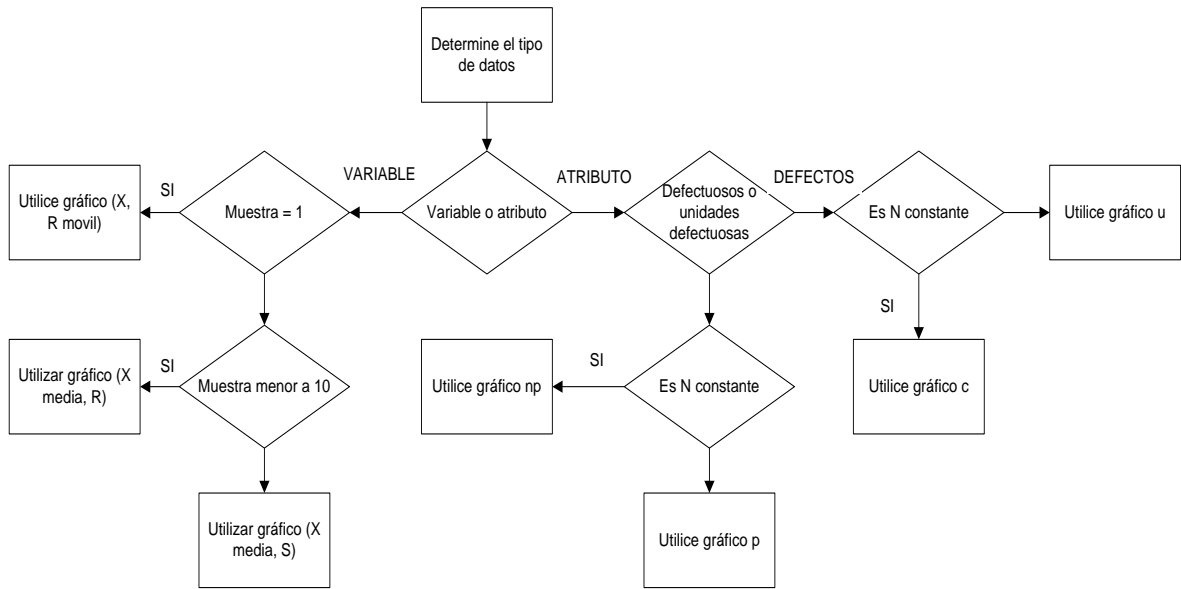 Determine el tipo
de datos
VARIABLE
ATRIBUTO
DEFECTOS
SI
Utilice gráfico (X,
R movil)
Muestra = 1
Variable o atributo
Defectuosos o
unidades
defectuosas
Es N constante
Utilice gráfico u
SI
SI
SI
Utilizar gráfico (X
media, R)
Muestra menor a 10
Utilice gráfico np
Es N constante
Utilice gráfico c
Utilizar gráfico (X
media, S)
Utilice gráfico p